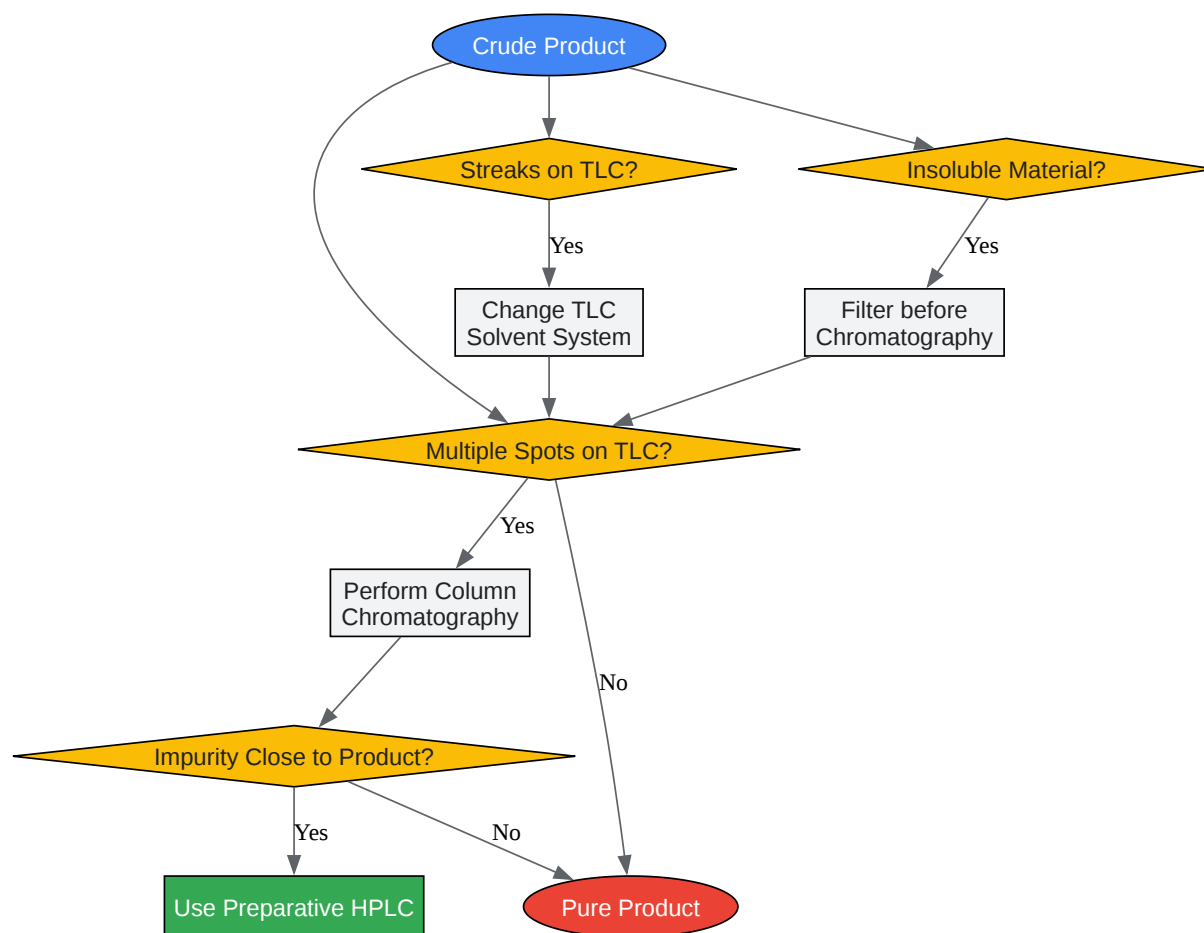 Crude Product
Streaks on TLC?
Insoluble Material?
Yes
Yes
Change TLC
Solvent System
Filter before
Chromatography
Multiple Spots on TLC?
Yes
Perform Column
Chromatography
No
Impurity Close to Product?
Yes
No
Use Preparative HPLC
Pure Product